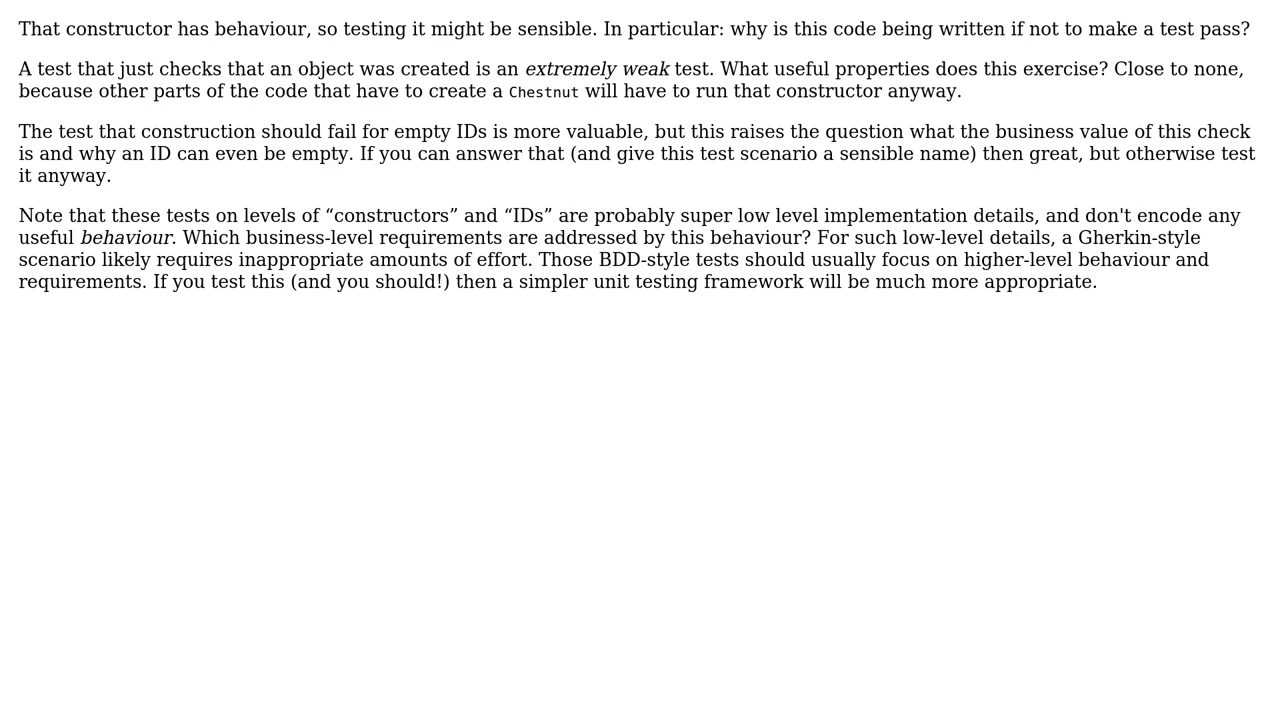 That constructor has behaviour, so testing it might be sensible. In particular: why is this code being written if not to make a test pass?
A test that just checks that an object was created is an extremely weak test. What useful properties does this exercise? Close to none,
because other parts of the code that have to create a Chestnut will have to run that constructor anyway.
The test that construction should fail for empty IDs is more valuable, but this raises the question what the business value of this check
is and why an ID can even be empty. If you can answer that (and give this test scenario a sensible name) then great, but otherwise test
it anyway.
Note that these tests on levels of “constructors” and “IDs” are probably super low level implementation details, and don't encode any
useful behaviour. Which business-level requirements are addressed by this behaviour? For such low-level details, a Gherkin-style
scenario likely requires inappropriate amounts of effort. Those BDD-style tests should usually focus on higher-level behaviour and
requirements. If you test this (and you should!) then a simpler unit testing framework will be much more appropriate.